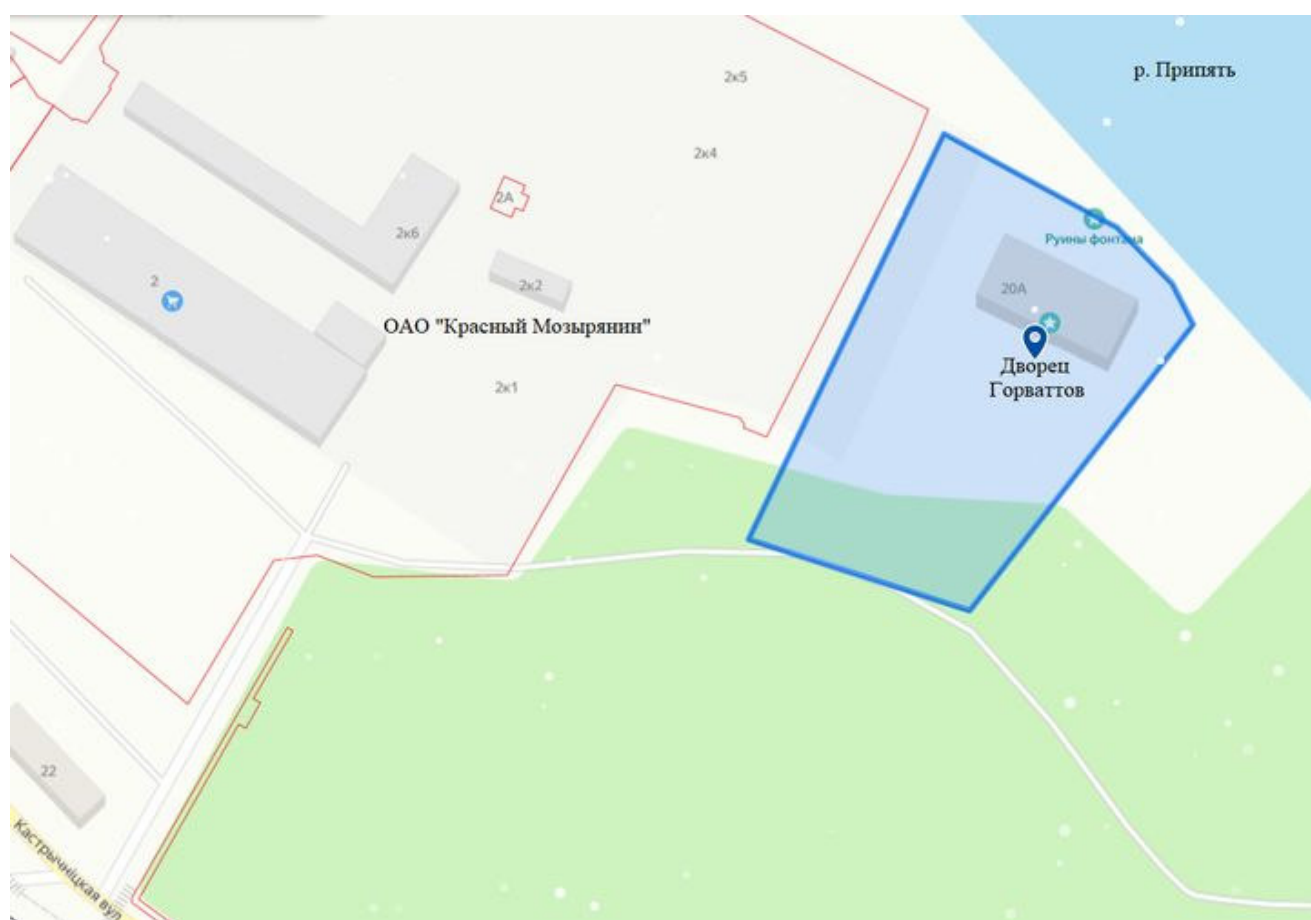 р. Припять
2к5
2к4
2А
2к6
Руины фонтана
2
2к2
20А
ОАО "Красный Мозырянин"
Дворец
Горваттов
2к1
22
Кастрычніцкая вул